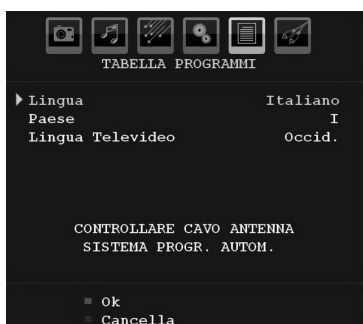 TABELLA PROGRAMMI
Lingua Italiano
Paese I
Lingua Televideo Occid.
CONTROLLARE CAVO ANTENNA
SISTEMA PROGR. AUTOM.
Ok
Cancella